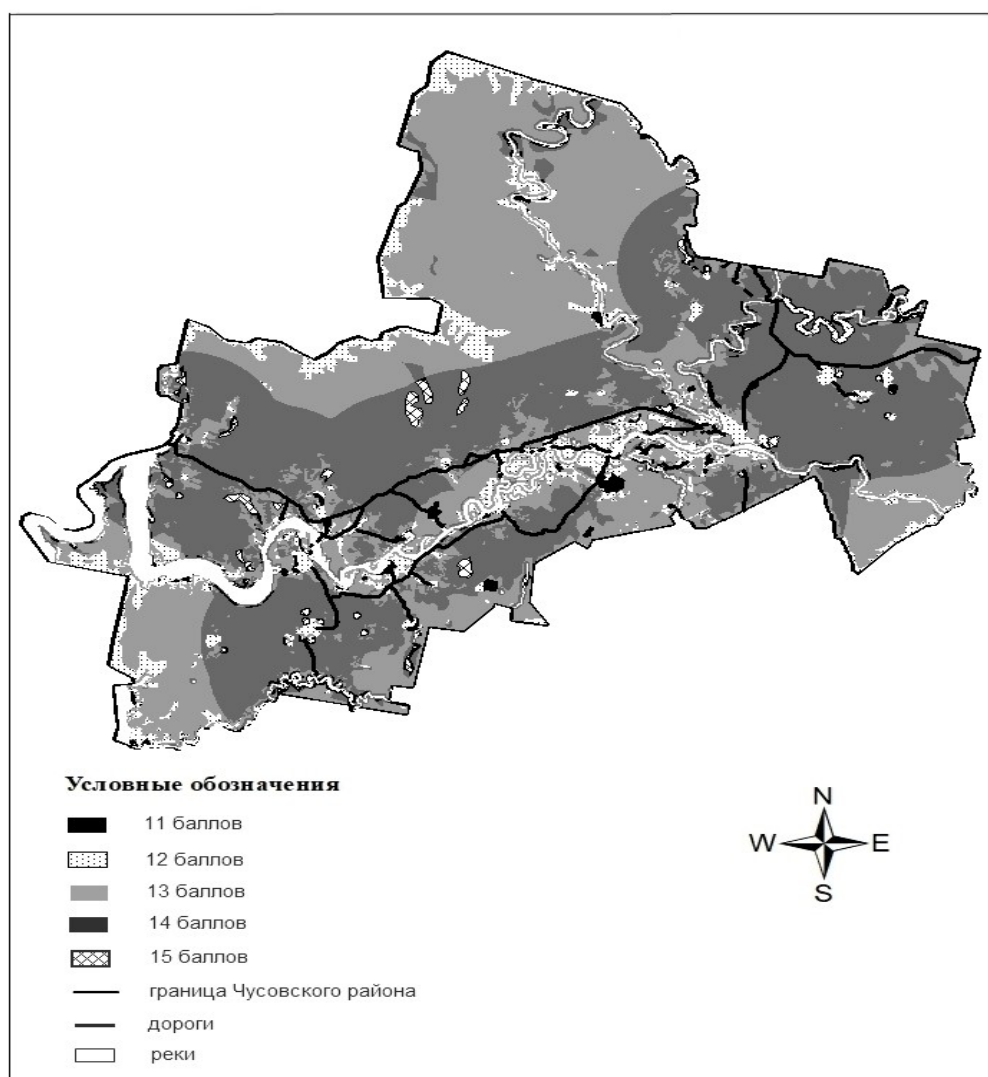 Условные обозначения
11 баллов
12 баллов
13 баллов
14 баллов
15 баллов
граница Чусовского района
дороги
реки
N
W E
S